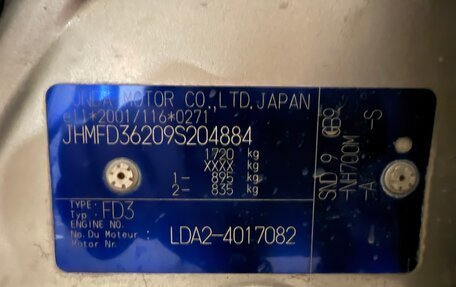 HONDA MOTOR CO.,LTD.JAPAN
e11*2001/116*0271
JHMFD36209S204884
1720 kg
XXXX kg
1- 895 kg
2- 835 kg
TYPE:
Typ FD3
ENGINE NO.
No.Du Moteur LDA2-4017082
Motor Nr.
SND 9
-NH700M
-A
-S